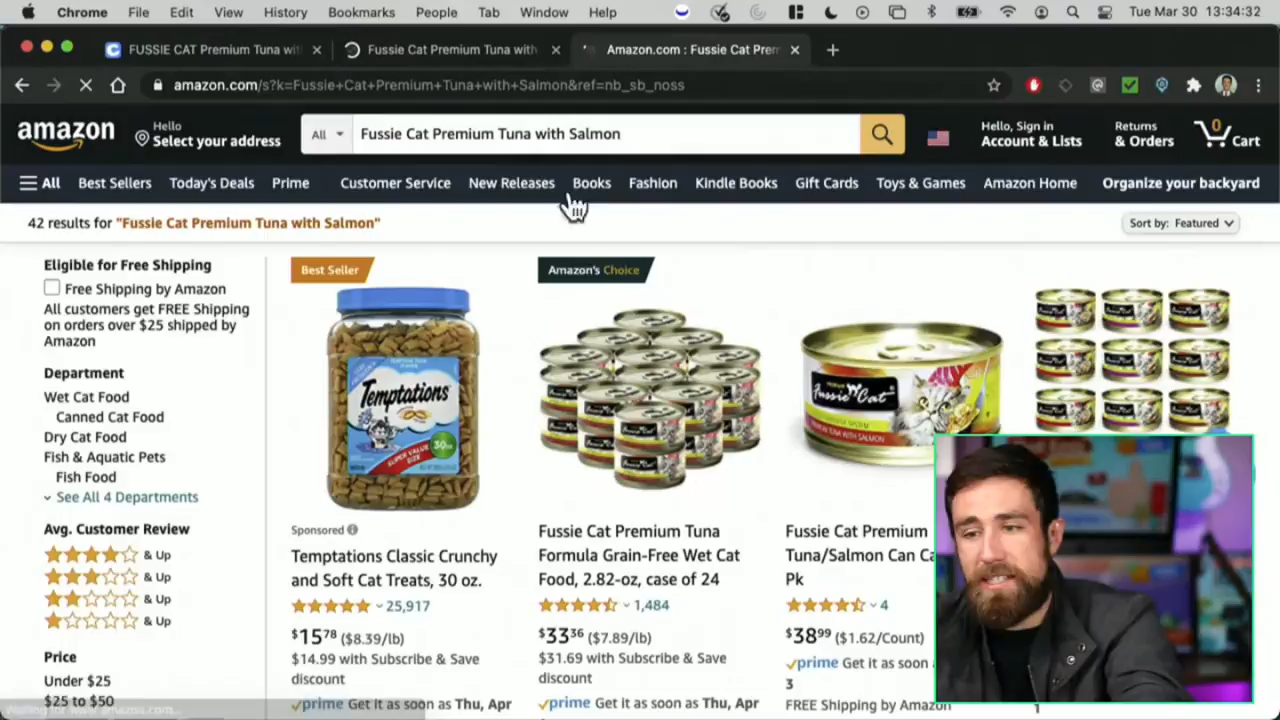 Chrome File Edit View History Bookmarks People Tab Window Help Tue Mar 30 13:34:32
FUSSIE CAT Premium Tuna wit
Fussie Cat Premium Tuna with
Amazon.com : Fussie Cat Prem
amazon.com/s?k=Fussie+Cat+Premium+Tuna+with+Salmon&ref=nb_sb_noss
amazon
Hello
Select your address
All
Fussie Cat Premium Tuna with Salmon
Hello, Sign in
Account & Lists
Returns
& Orders
0
Cart
All Best Sellers Today's Deals Prime Customer Service New Releases Books Fashion Kindle Books Gift Cards Toys & Games Amazon Home Organize your backyard
42 results for "Fussie Cat Premium Tuna with Salmon"
Sort by: Featured
Eligible for Free Shipping
Free Shipping by Amazon
All customers get FREE Shipping
on orders over $25 shipped by
Amazon
Department
Wet Cat Food
Canned Cat Food
Dry Cat Food
Fish & Aquatic Pets
Fish Food
See All 4 Departments
Avg. Customer Review
& Up
& Up
& Up
& Up
Price
Under $25
$25 to $50
Best Seller
Temptations
SUPER VALUE
SIZE
30oz
Sponsored
Temptations Classic Crunchy
and Soft Cat Treats, 30 oz.
25,917
$15 78 ($8.39/lb)
$14.99 with Subscribe & Save
discount
prime Get it as soon as Thu, Apr
Amazon's Choice
Fussie Cat Premium Tuna
Formula Grain-Free Wet Cat
Food, 2.82-oz, case of 24
1,484
$33 36 ($7.89/lb)
$31.69 with Subscribe & Save
discount
prime Get it as soon as Thu, Apr
PREMIUM
Fussie Cat
PREMIUM TUNA WITH SALMON
Fussie Cat Premium
Tuna/Salmon Can Ca
Pk
4
$38 99 ($1.62/Count)
prime Get it as soon
3
FREE Shipping by Amazon